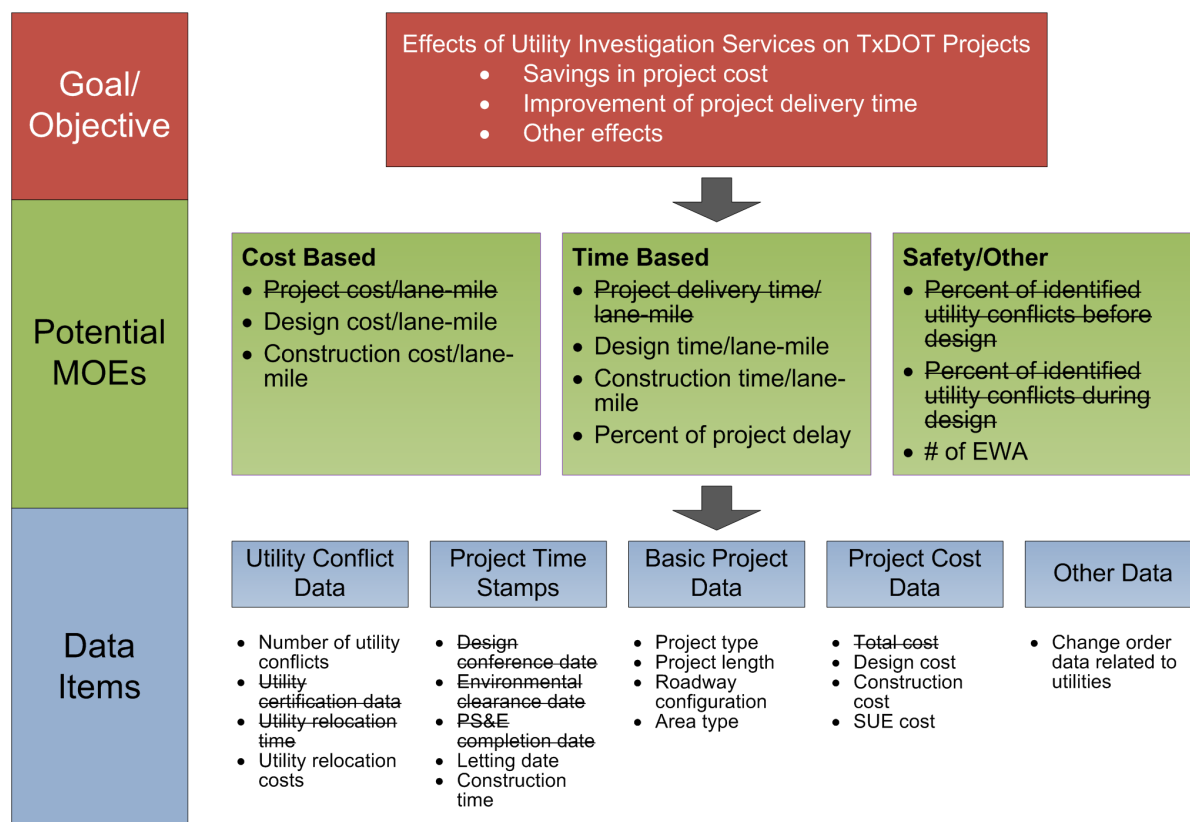 Goal/
Objective
Effects of Utility Investigation Services on TxDOT Projects
• Savings in project cost
• Improvement of project delivery time
• Other effects
Potential
MOEs
Cost Based
• Project cost/lane-mile
• Design cost/lane-mile
• Construction cost/lane-
mile
Time Based
• Project delivery time/
lane-mile
• Design time/lane-mile
• Construction time/lane-
mile
• Percent of project delay
Safety/Other
• Percent of identified
utility conflicts before
design
• Percent of identified
utility conflicts during
design
• # of EWA
Data
Items
Utility Conflict
Data
• Number of utility
conflicts
• Utility
certification data
• Utility relocation
time
• Utility relocation
costs
Project Time
Stamps
• Design
conference date
• Environmental
clearance date
• PS&E
completion date
• Letting date
• Construction
time
Basic Project
Data
• Project type
• Project length
• Roadway
configuration
• Area type
Project Cost
Data
• Total cost
• Design cost
• Construction
cost
• SUE cost
Other Data
• Change order
data related to
utilities